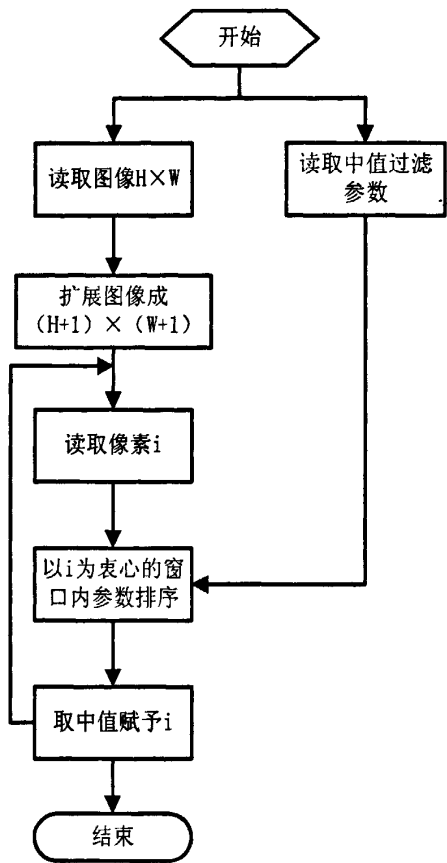 开始
读取图像H×W
读取中值过滤
参数
扩展图像成
(H+1) × (W+1)
读取像素i
以i为衷心的窗
口内参数排序
取中值赋予i
结束